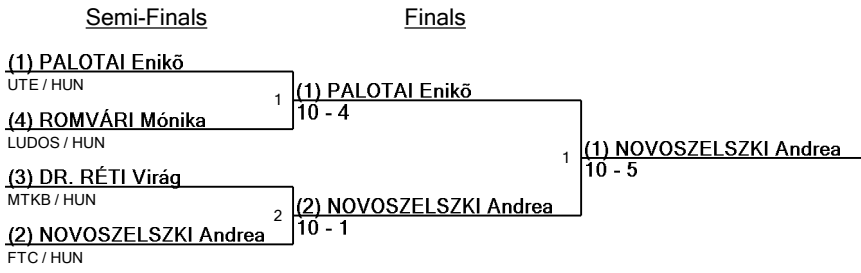 Semi-Finals
Finals
(1) PALOTAI Enikõ
UTE / HUN
1
(1) PALOTAI Enikõ
10 - 4
(4) ROMVÁRI Mónika
LUDOS / HUN
1
(1) NOVOSZELSZKI Andrea
10 - 5
(3) DR. RÉTI Virág
MTKB / HUN
2
(2) NOVOSZELSZKI Andrea
10 - 1
(2) NOVOSZELSZKI Andrea
FTC / HUN